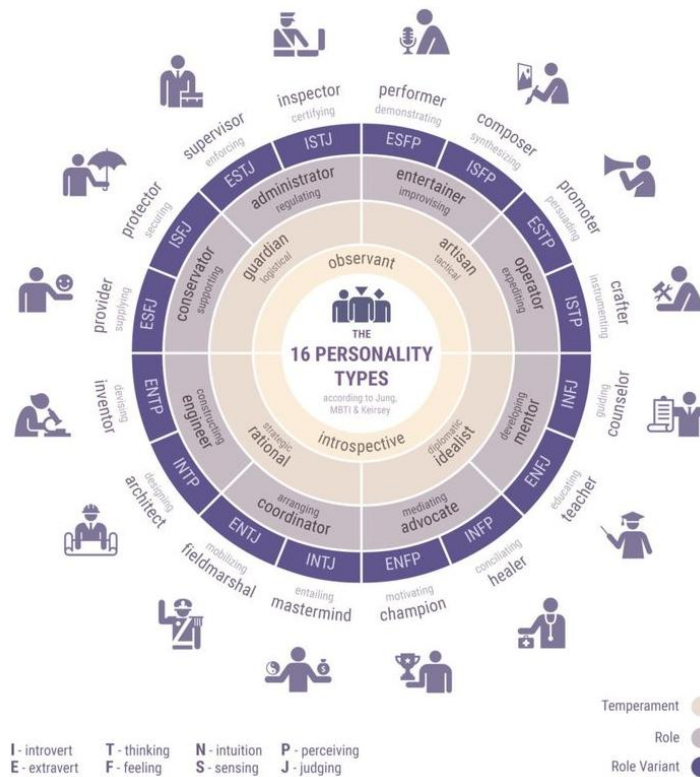 THE
16 PERSONALITY
TYPES
according to Jung,
MBTI & Keirsey
observant
introspective
guardian
logistical
artisan
tactical
diplomatic
idealist
strategic
rational
administrator
regulating
entertainer
improvising
operator
expediting
developing
mentor
mediating
advocate
arranging
coordinator
constructing
engineer
conservator
supporting
ISTJ
ESFP
ISFP
ESTP
ISTP
INFJ
ENFJ
INFP
ENFP
INTJ
ENTJ
INTP
ENTP
ESFJ
ISFJ
ESTJ
inspector
certifying
performer
demonstrating
composer
synthesizing
promoter
persuading
crafter
instrumenting
guiding
counselor
educating
teacher
conciliating
healer
motivating
champion
entailing
mastermind
mobilizing
fieldmarshal
designing
architect
devising
inventor
provider
supplying
protector
securing
supervisor
enforcing
I - introvert T - thinking N - intuition P - perceiving
E - extravert F - feeling S - sensing J - judging
Temperament
Role
Role Variant